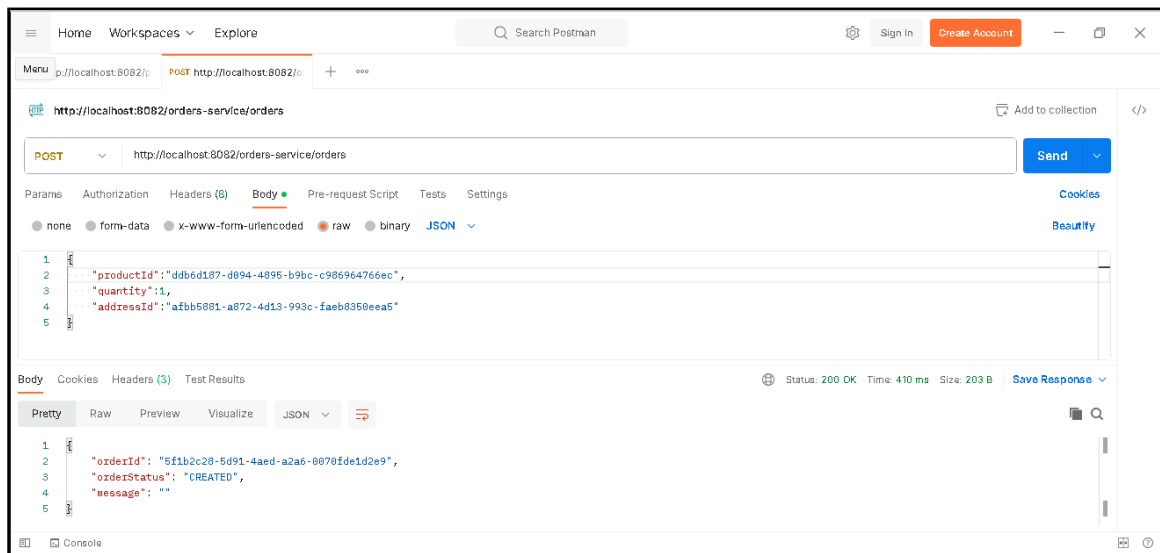 Home Workspaces Explore Search Postman Sign In Create Account
Menu p://localhost:8082/p POST http://localhost:8082/o + ooo
HTTP http://localhost:8082/orders-service/orders Add to collection </>
POST http://localhost:8082/orders-service/orders Send
Params Authorization Headers (8) Body Pre-request Script Tests Settings Cookies
none form-data x-www-form-urlencoded raw binary JSON Beautify
1 {
2 "productId":"ddb6d187-d094-4895-b9bc-c986964766ec",
3 "quantity":1,
4 "addressId":"afbb5881-a872-4d13-993c-faeb8350eea5"
5 }
Body Cookies Headers (3) Test Results Status: 200 OK Time: 410 ms Size: 203 B Save Response
Pretty Raw Preview Visualize JSON
1 {
2 "orderId": "5f1b2c28-5d91-4aed-a2a6-0070fde1d2e9",
3 "orderStatus": "CREATED",
4 "message": ""
5 }
Console